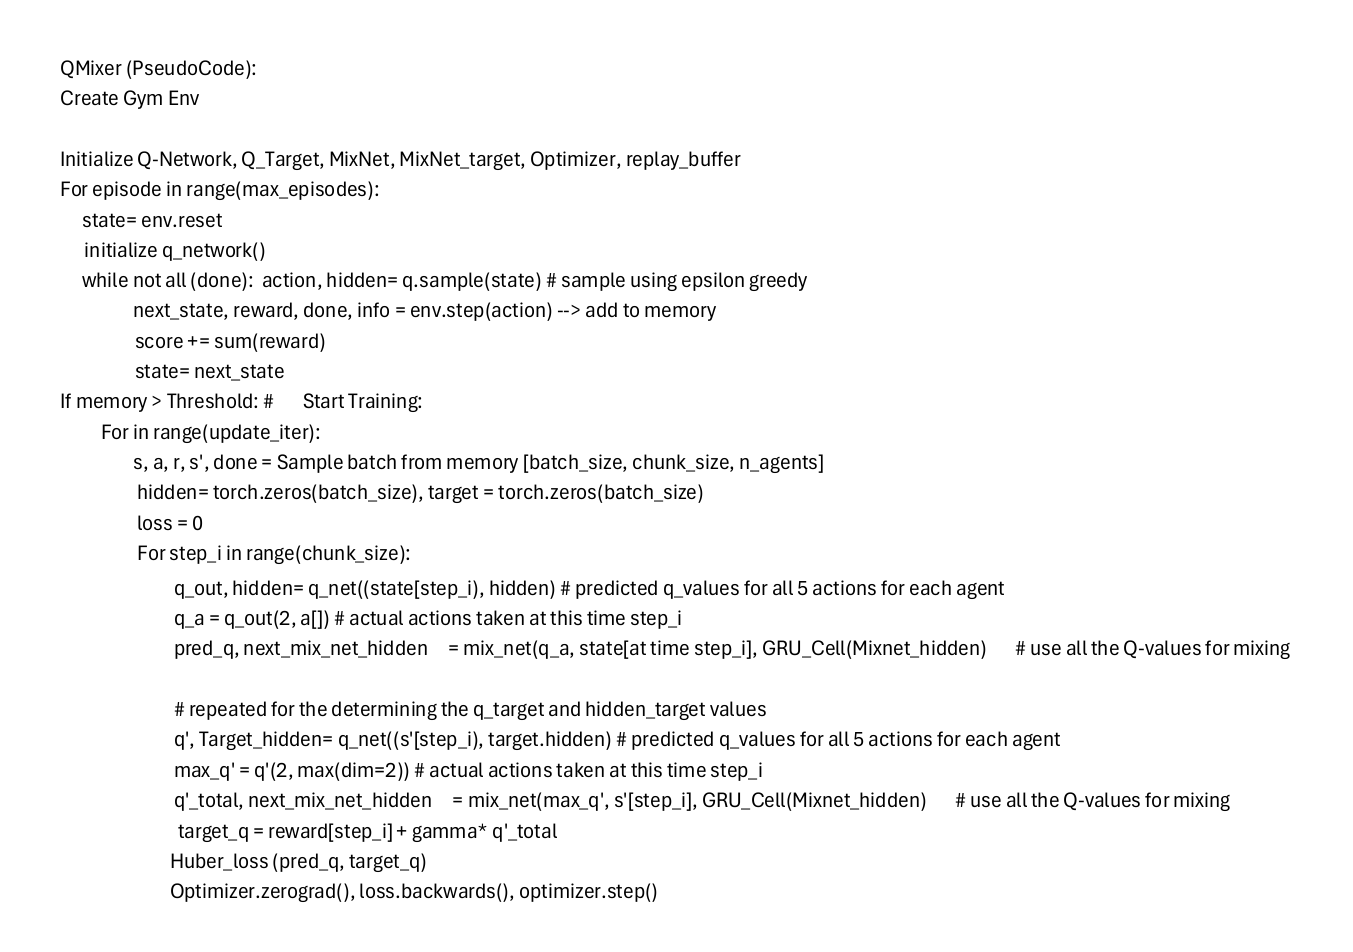 QMixer (PseudoCode):
Create Gym Env
Initialize Q-Network, Q_Target, MixNet, MixNet_target, Optimizer, replay_buffer
For episode in range(max_episodes):
state= env.reset
initialize q_network()
while not all (done):  action, hidden= q.sample(state) # sample using epsilon greedy
next_state, reward, done, info = env.step(action) --> add to memory
score += sum(reward)
state= next_state
If memory > Threshold: #    Start Training:
For in range(update_iter):
s, a, r, s', done = Sample batch from memory [batch_size, chunk_size, n_agents]
hidden= torch.zeros(batch_size), target = torch.zeros(batch_size)
loss = 0
For step_i in range(chunk_size):
q_out, hidden= q_net((state[step_i), hidden) # predicted q_values for all 5 actions for each agent
q_a = q_out(2, a[]) # actual actions taken at this time step_i
pred_q, next_mix_net_hidden   = mix_net(q_a, state[at time step_i], GRU_Cell(Mixnet_hidden)    # use all the Q-values for mixing
# repeated for the determining the q_target and hidden_target values
q', Target_hidden= q_net((s'[step_i), target.hidden) # predicted q_values for all 5 actions for each agent
max_q' = q'(2, max(dim=2)) # actual actions taken at this time step_i
q'_total, next_mix_net_hidden   = mix_net(max_q', s'[step_i], GRU_Cell(Mixnet_hidden)    # use all the Q-values for mixing
target_q = reward[step_i] + gamma* q'_total
Huber_loss (pred_q, target_q)
Optimizer.zerograd(), loss.backwards(), optimizer.step()